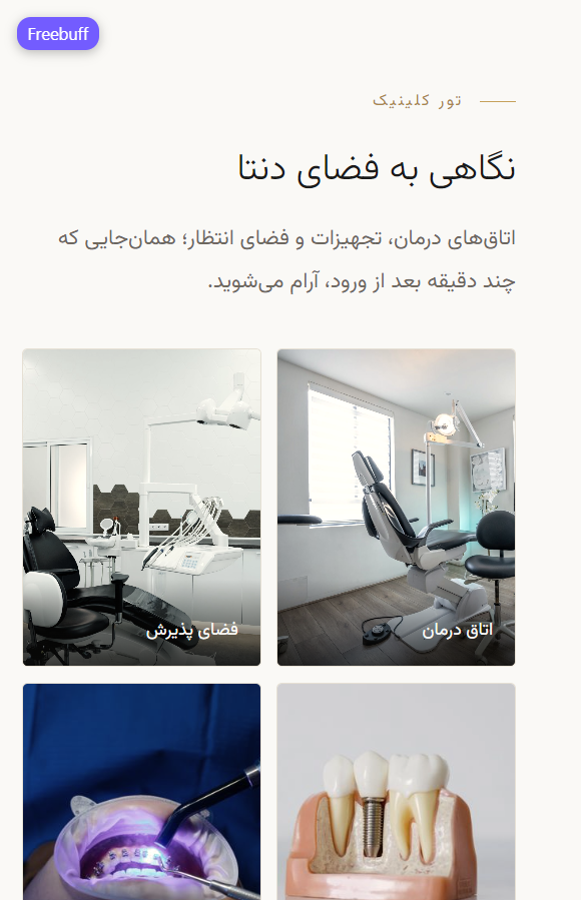 Freebuff
تور کلینیک
نگاهی به فضای دنتا
اتاق‌های درمان، تجهیزات و فضای انتظار؛ همان‌جایی که
چند دقیقه بعد از ورود، آرام می‌شوید.
اتاق درمان
فضای پذیرش